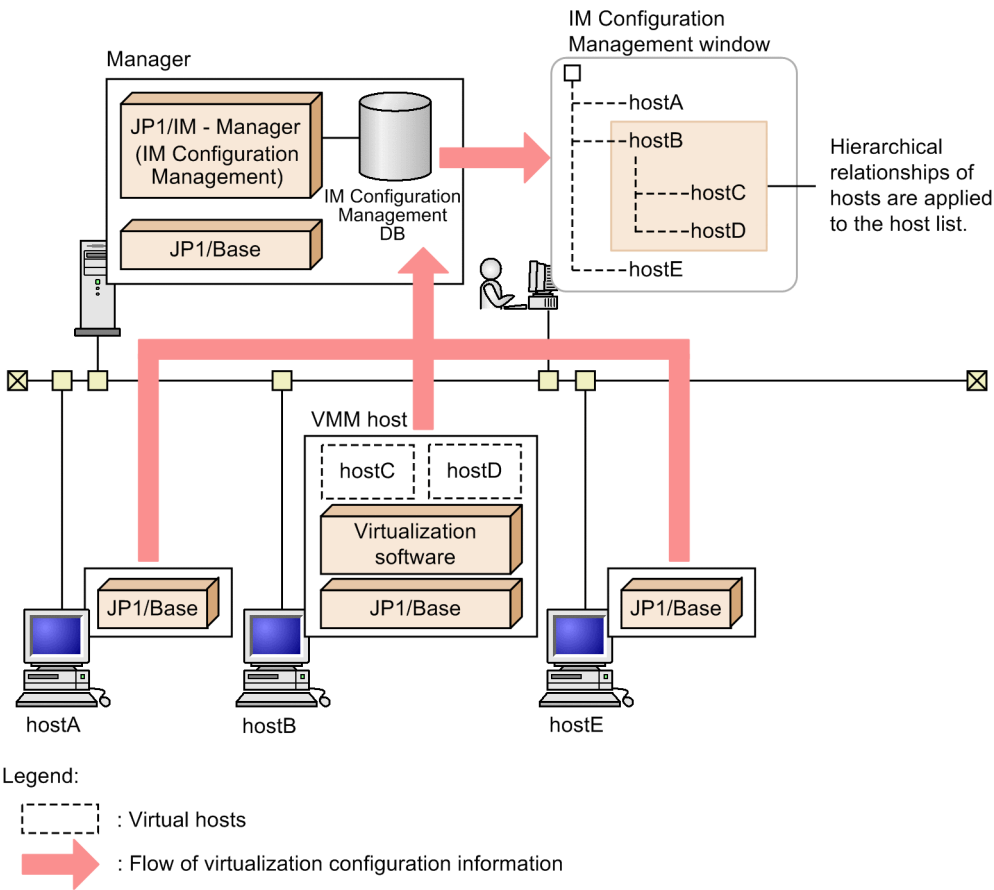 IM Configuration
Management window
Manager
JP1/IM - Manager
(IM Configuration
Management)
IM Configuration
Management
DB
JP1/Base
hostA
hostB
hostC
hostD
hostE
Hierarchical
relationships of
hosts are applied
to the host list.
VMM host
hostC
hostD
Virtualization
software
JP1/Base
JP1/Base
JP1/Base
hostA
hostB
hostE
Legend:
: Virtual hosts
: Flow of virtualization configuration information